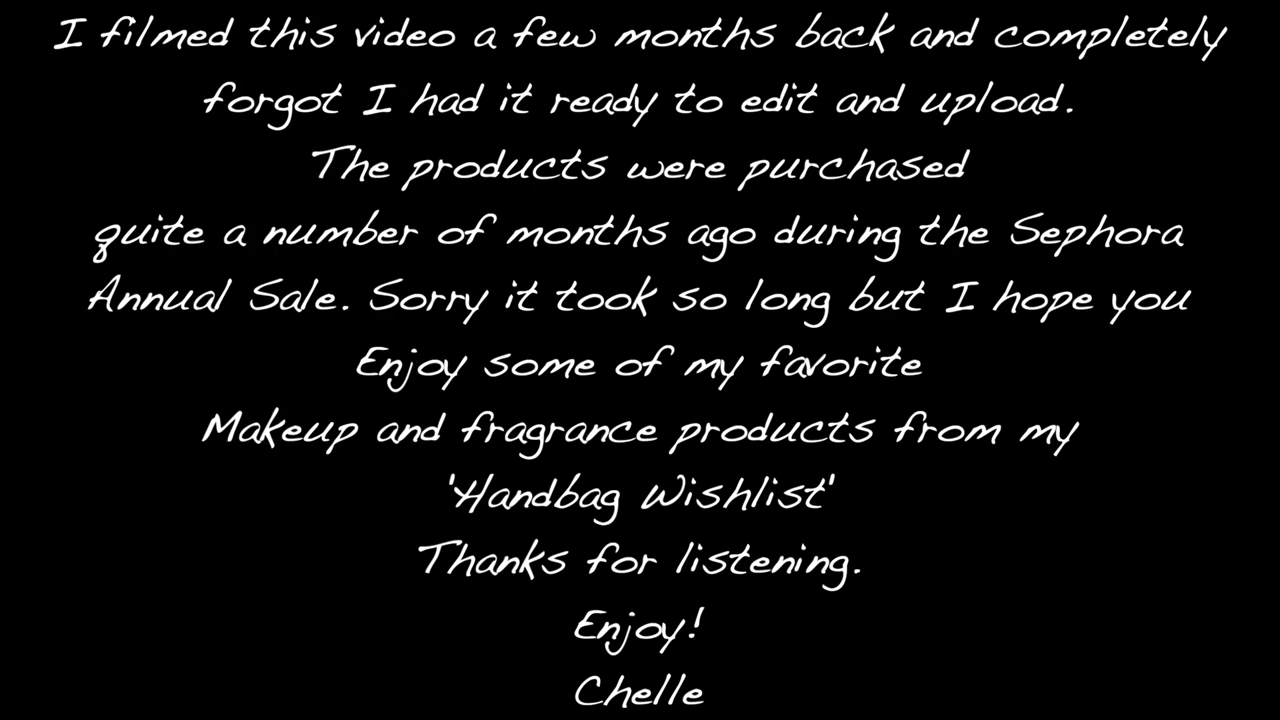 I filmed this video a few months back and completely
forgot I had it ready to edit and upload.
The products were purchased
quite a number of months ago during the Sephora
Annual Sale. Sorry it took so long but I hope you
Enjoy some of my favorite
Makeup and fragrance products from my
'Handbag Wishlist'
Thanks for listening.
Enjoy!
Chelle